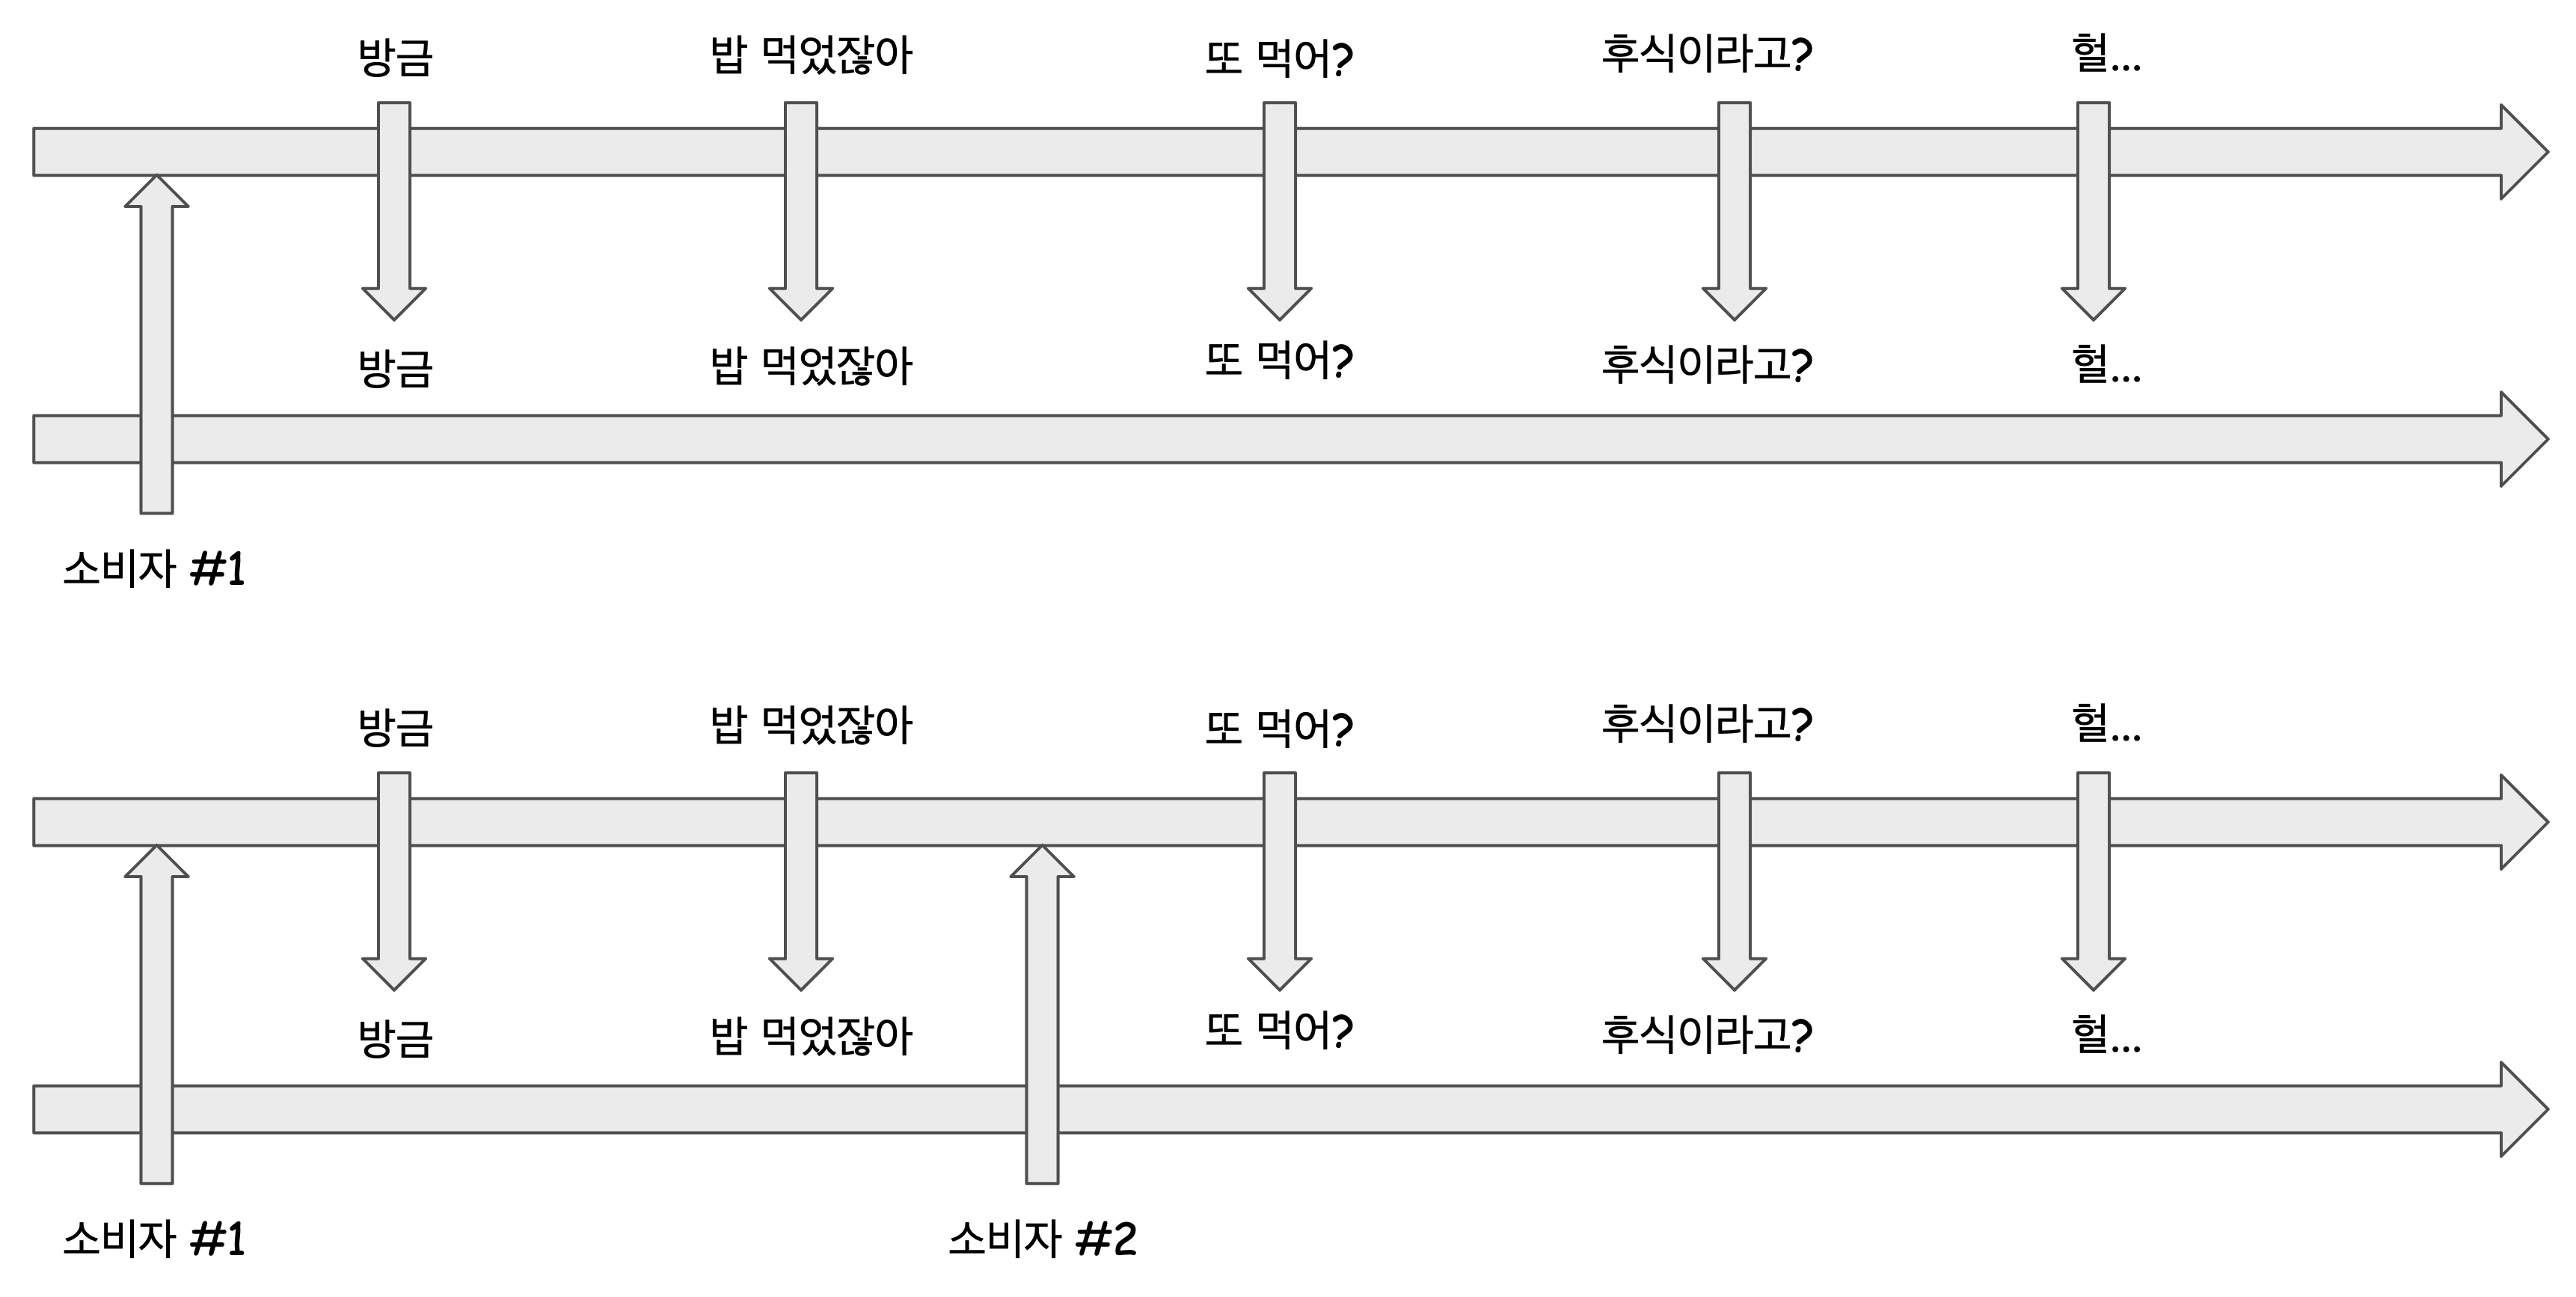 방금 밥 먹었잖아 또 먹어? 후식이라고? 헐...
방금 밥 먹었잖아 또 먹어? 후식이라고? 헐...
소비자 #1
방금 밥 먹었잖아 또 먹어? 후식이라고? 헐...
방금 밥 먹었잖아 또 먹어? 후식이라고? 헐...
소비자 #1 소비자 #2